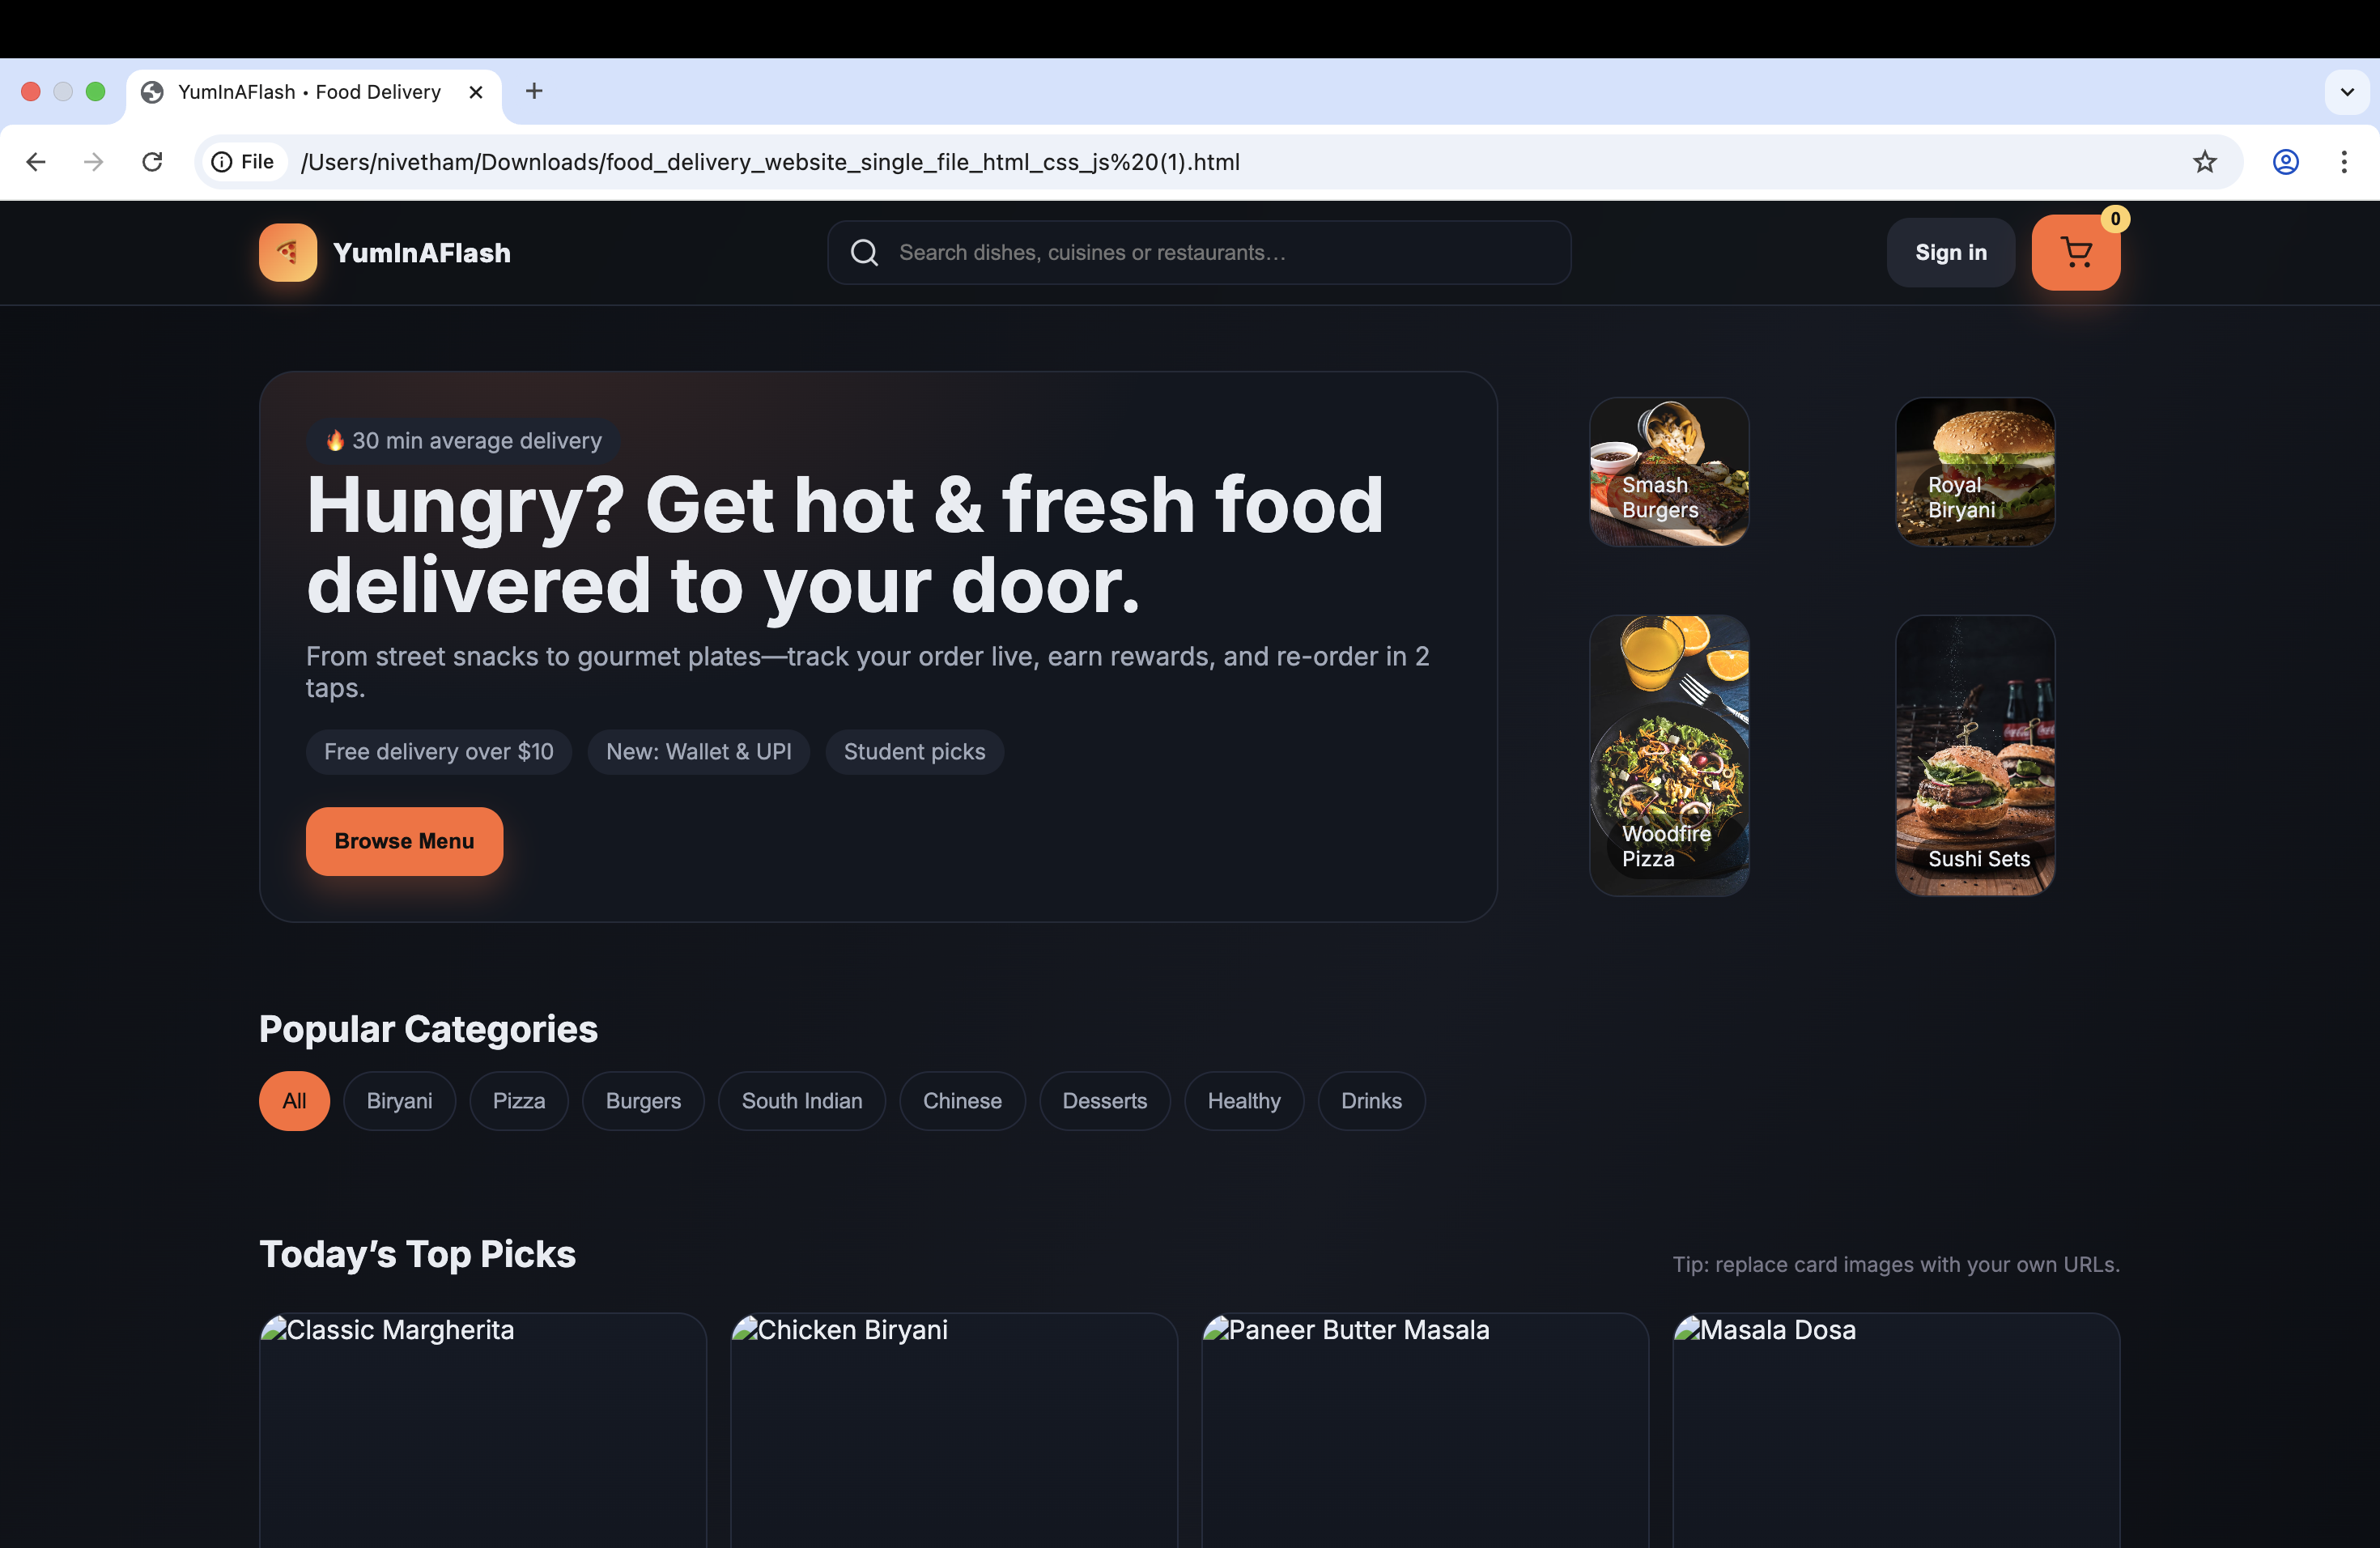 YumInAFlash • Food Delivery
File
/Users/nivetham/Downloads/food_delivery_website_single_file_html_css_js%20(1).html
YumInAFlash
Search dishes, cuisines or restaurants…
Sign in
0
🔥 30 min average delivery
Hungry? Get hot & fresh food
delivered to your door.
From street snacks to gourmet plates—track your order live, earn rewards, and re-order in 2
taps.
Free delivery over $10
New: Wallet & UPI
Student picks
Browse Menu
Smash
Burgers
Royal
Biryani
Woodfire
Pizza
Sushi Sets
Popular Categories
All
Biryani
Pizza
Burgers
South Indian
Chinese
Desserts
Healthy
Drinks
Today’s Top Picks
Tip: replace card images with your own URLs.
Classic Margherita
Chicken Biryani
Paneer Butter Masala
Masala Dosa